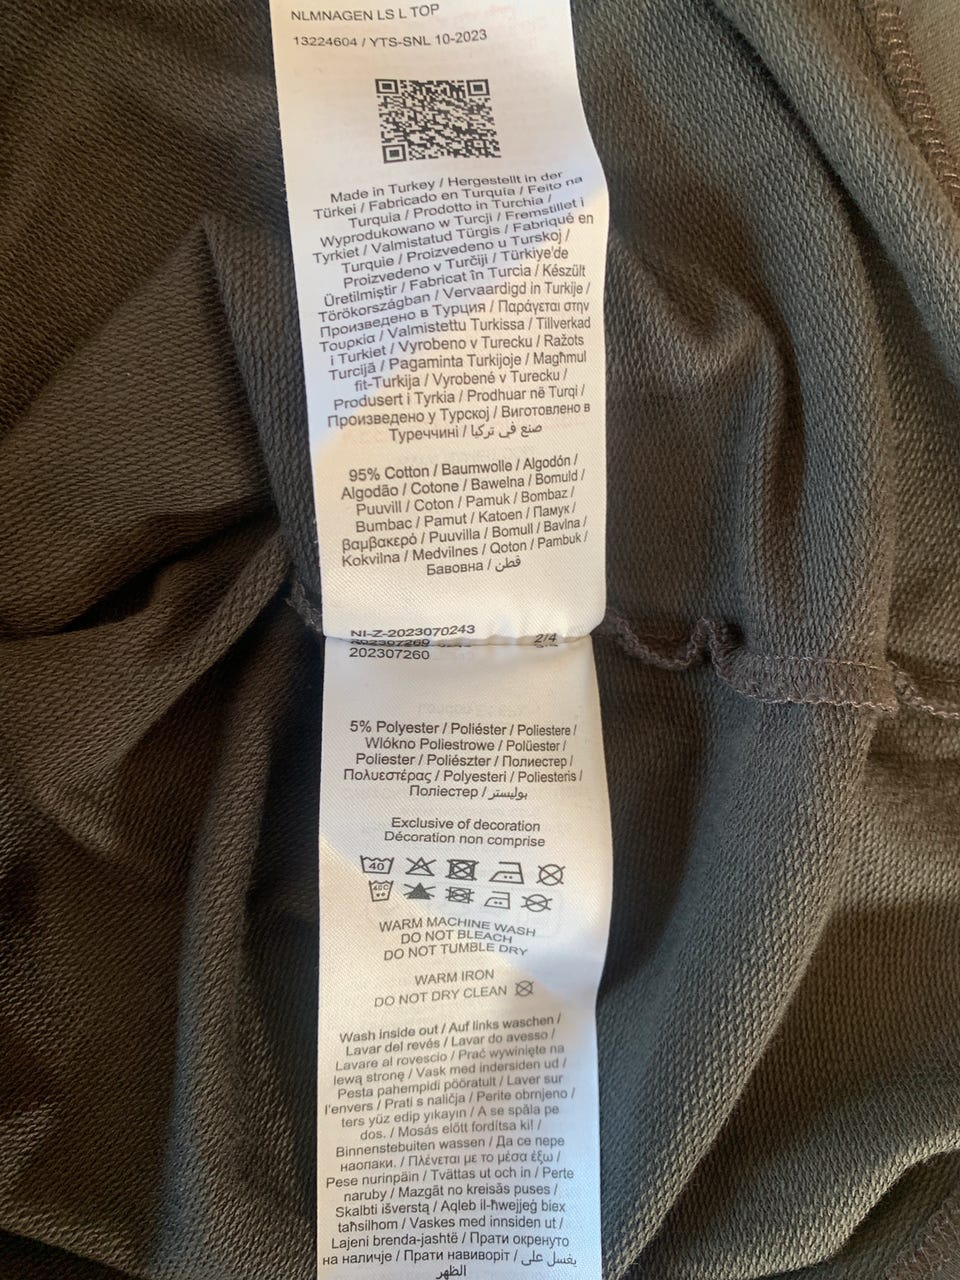 NLMNAGEN LS L TOP
13224604 / YTS-SNL 10-2023
Made in Turkey / Hergestellt in der
Türkei / Fabricado en Turquía / Feito na
Turquia / Prodotto in Turchia /
Wyprodukowano w Turcji / Fremstillet i
Tyrkiet / Valmistatud Türgis / Fabriqué en
Turquie / Proizvedeno u Turskoj /
Proizvedeno v Turčiji / Türkiye'de
Üretilmiştir / Fabricat în Turcia / Készült
Törökországban / Vervaardigd in Turkije /
Произведено в Турция / Παράγεται στην
Τουρκία / Valmistettu Turkissa / Tillverkad
i Turkiet / Vyrobeno v Turecku / Ražots
Turcijā / Pagaminta Turkijoje / Magħmul
fit-Turkija / Vyrobené v Turecku /
Produsert i Tyrkia / Prodhuar në Turqi /
Произведено у Турској / Виготовлено в
Туреччині / صنع في تركيا
95% Cotton / Baumwolle / Algodón /
Algodão / Cotone / Bawełna / Bomuld /
Puuvill / Coton / Pamuk / Bombaz /
Bumbac / Pamut / Katoen / Памук /
βαμβακερό / Puuvilla / Bomull / Bavlna /
Kokvilna / Medvilnes / Qoton / Pambuk /
Бавовна / قطن
NI-Z-2023070243 2/4
202307260
5% Polyester / Poliéster / Poliestere /
Włókno Poliestrowe / Polüester /
Poliester / Poliészter / Полиестер /
Πολυεστέρας / Polyesteri / Poliesteris /
Поліестер / بوليستر
Exclusive of decoration
Décoration non comprise
40
40C
WARM MACHINE WASH
DO NOT BLEACH
DO NOT TUMBLE DRY
WARM IRON
DO NOT DRY CLEAN
Wash inside out / Auf links waschen /
Lavar del revés / Lavar do avesso /
Lavare al rovescio / Prać wywinięte na
lewą stronę / Vask med indersiden ud /
Pesta pahempidi pööratult / Laver sur
l'envers / Prati s naličja / Perite obrnjeno /
ters yüz edip yıkayın / A se spăla pe
dos. / Mosás előtt fordítsa ki! /
Binnenstebuiten wassen / Да се пере
наопаки. / Πλένεται με το μέσα έξω /
Pese nurinpäin / Tvättas ut och in / Perte
naruby / Mazgāt no kreisās puses /
Skalbti išverstą / Aqleb il-ħwejjeġ biex
taħsilhom / Vaskes med innsiden ut /
Lajeni brenda-jashtë / Прати окренуто
на наличје / Прати навиворіт / يغسل على
الظهر